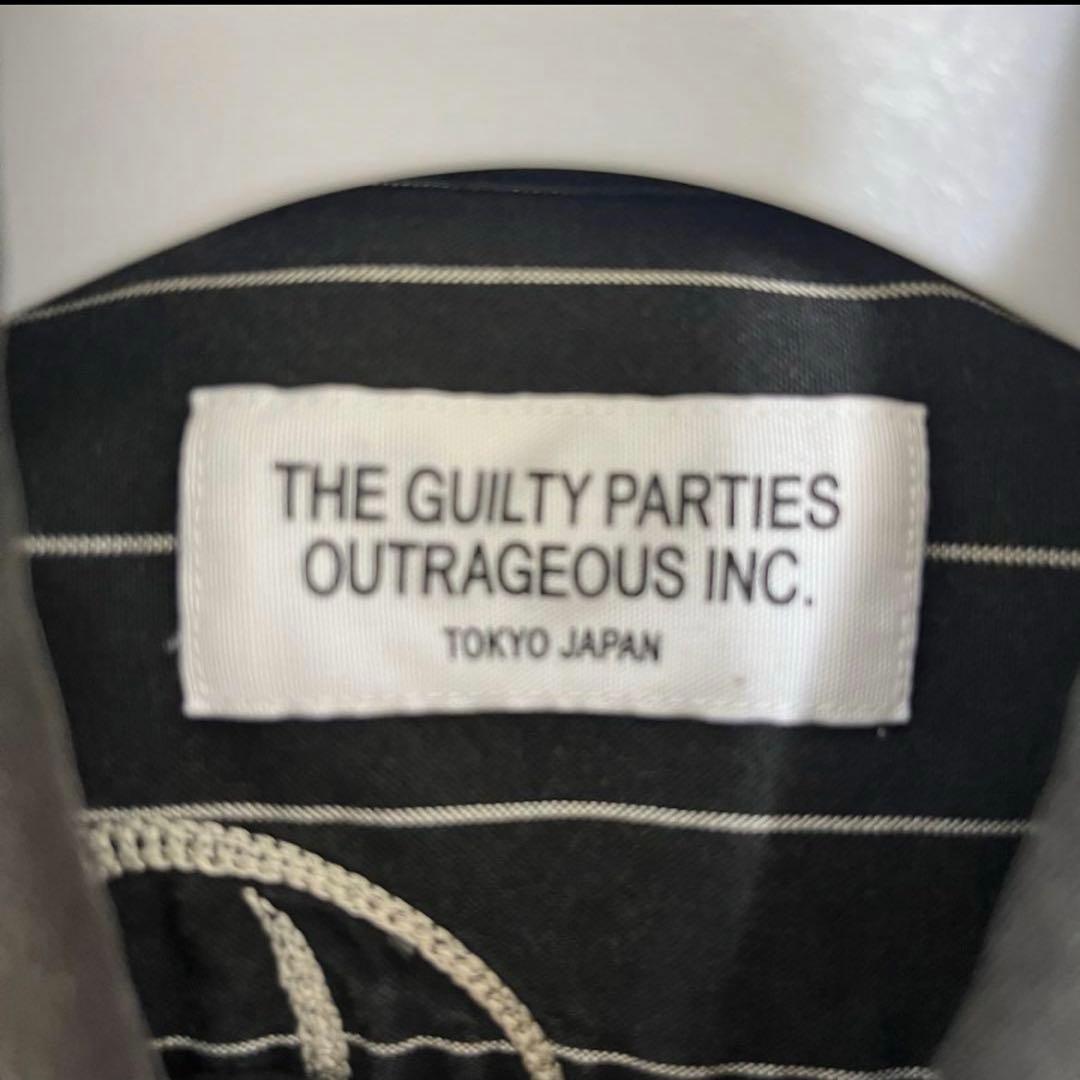 THE GUILTY PARTIES
OUTRAGEOUS INC.
TOKYO JAPAN